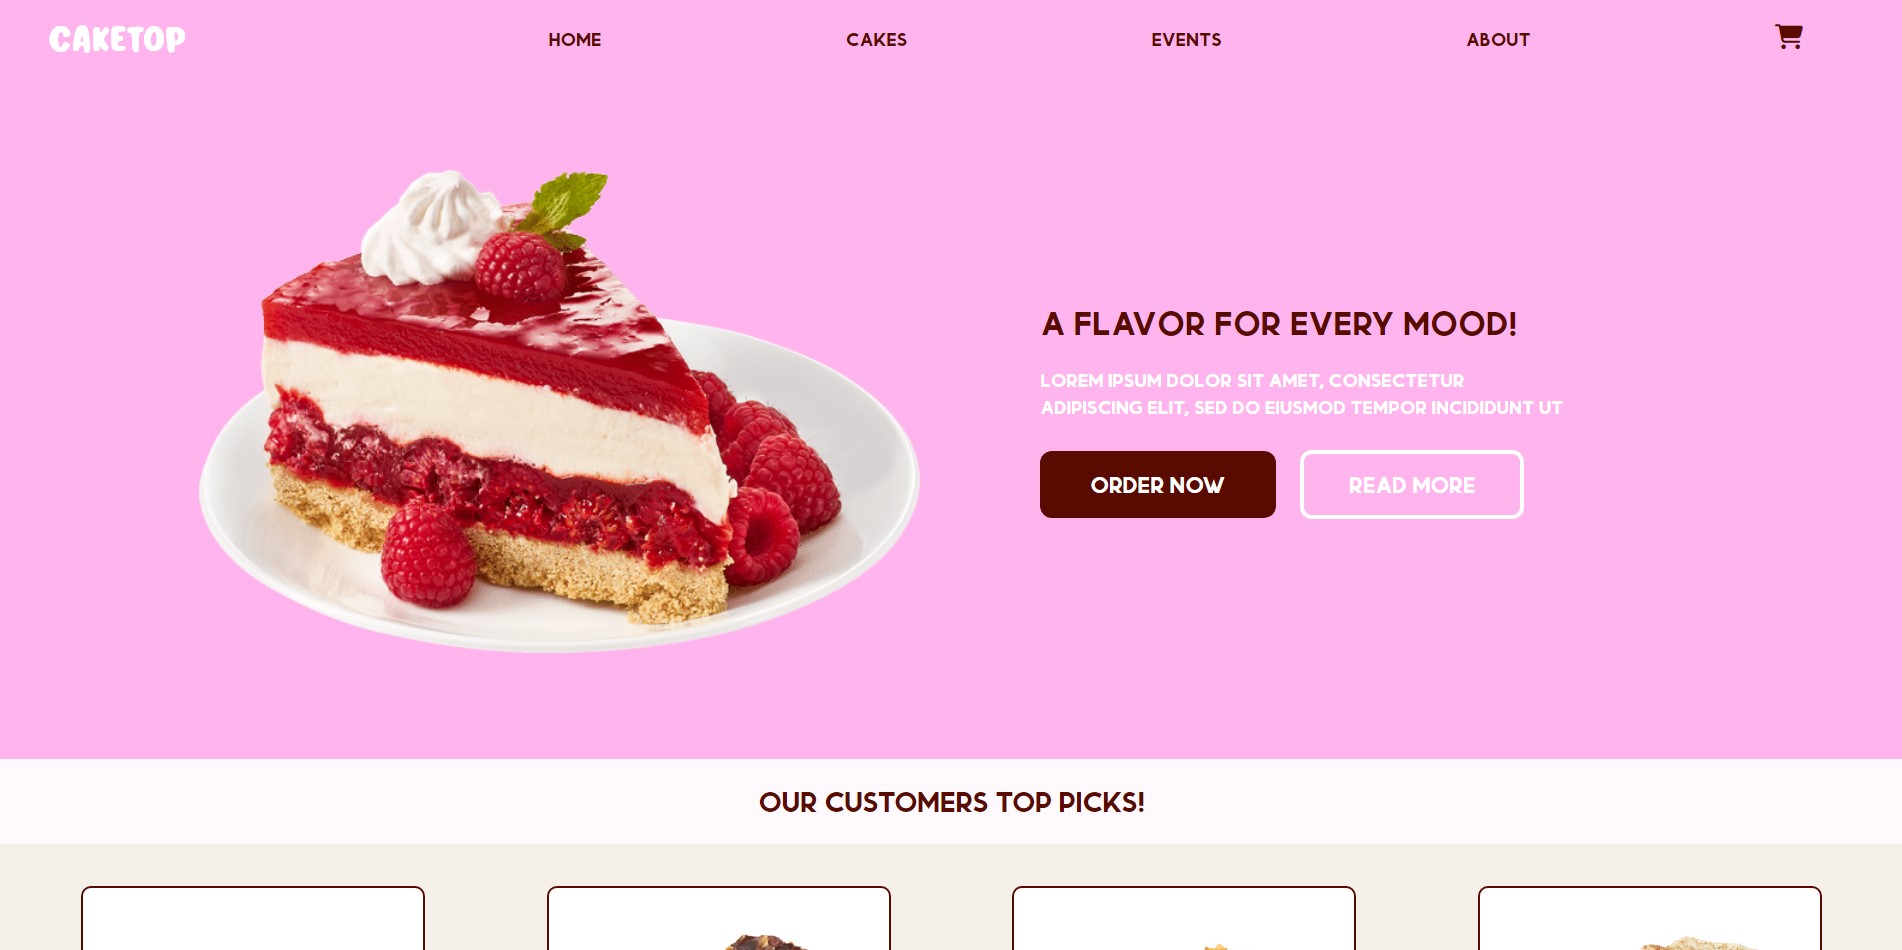 CAKETOP
HOME
CAKES
EVENTS
ABOUT
A FLAVOR FOR EVERY MOOD!
LOREM IPSUM DOLOR SIT AMET, CONSECTETUR
ADIPISCING ELIT, SED DO EIUSMOD TEMPOR INCIDIDUNT UT
ORDER NOW
READ MORE
OUR CUSTOMERS TOP PICKS!